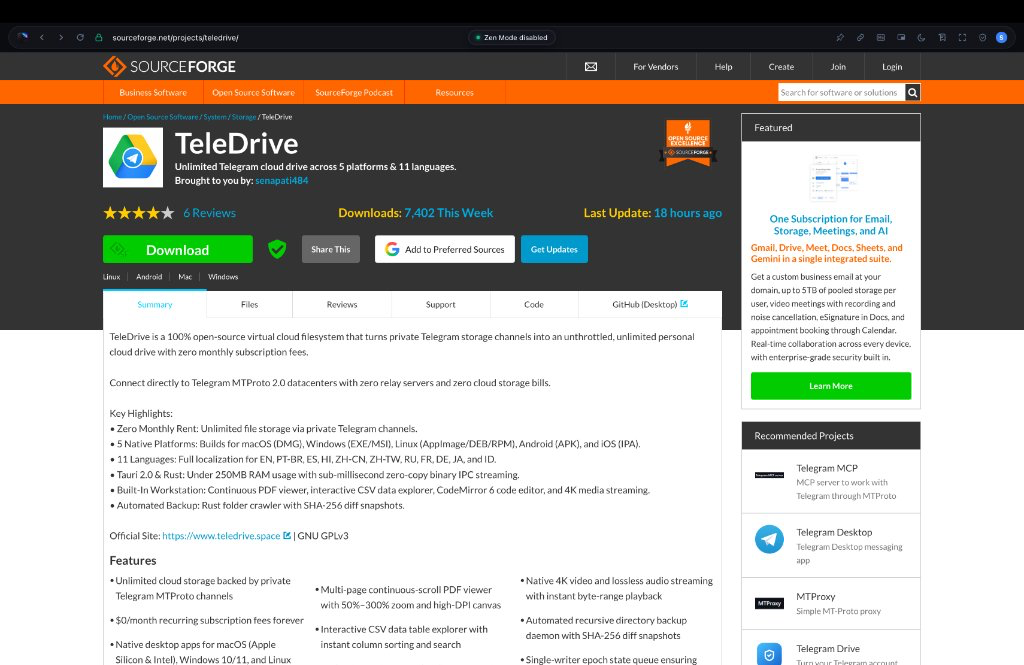 sourceforge.net/projects/teledrive/
Zen Mode disabled
S
SOURCEFORGE
For Vendors
Help
Create
Join
Login
Business Software
Open Source Software
SourceForge Podcast
Resources
Search for software or solutions
Home / Open Source Software / System / Storage / TeleDrive
TeleDrive
Unlimited Telegram cloud drive across 5 platforms & 11 languages.
Brought to you by: senapati484
OPEN SOURCE
EXCELLENCE
SOURCEFORGE
6 Reviews
Downloads: 7,402 This Week
Last Update: 18 hours ago
Download
Share This
Add to Preferred Sources
Get Updates
Linux
Android
Mac
Windows
Summary
Files
Reviews
Support
Code
GitHub (Desktop)
TeleDrive is a 100% open-source virtual cloud filesystem that turns private Telegram storage channels into an unthrottled, unlimited personal
cloud drive with zero monthly subscription fees.
Connect directly to Telegram MTProto 2.0 datacenters with zero relay servers and zero cloud storage bills.
Key Highlights:
• Zero Monthly Rent: Unlimited file storage via private Telegram channels.
• 5 Native Platforms: Builds for macOS (DMG), Windows (EXE/MSI), Linux (AppImage/DEB/RPM), Android (APK), and iOS (IPA).
• 11 Languages: Full localization for EN, PT-BR, ES, HI, ZH-CN, ZH-TW, RU, FR, DE, JA, and ID.
• Tauri 2.0 & Rust: Under 250MB RAM usage with sub-millisecond zero-copy binary IPC streaming.
• Built-In Workstation: Continuous PDF viewer, interactive CSV data explorer, CodeMirror 6 code editor, and 4K media streaming.
• Automated Backup: Rust folder crawler with SHA-256 diff snapshots.
Official Site: https://www.teledrive.space | GNU GPLv3
Features
• Unlimited cloud storage backed by private
Telegram MTProto channels
• $0/month recurring subscription fees forever
• Native desktop apps for macOS (Apple
Silicon & Intel), Windows 10/11, and Linux
• Multi-page continuous-scroll PDF viewer
with 50%–300% zoom and high-DPI canvas
• Interactive CSV data table explorer with
instant column sorting and search
• Native 4K video and lossless audio streaming
with instant byte-range playback
• Automated recursive directory backup
daemon with SHA-256 diff snapshots
• Single-writer epoch state queue ensuring
Featured
One Subscription for Email,
Storage, Meetings, and AI
Gmail, Drive, Meet, Docs, Sheets, and
Gemini in a single integrated suite.
Get a custom business email at your
domain, up to 5TB of pooled storage per
user, video meetings with recording and
noise cancellation, eSignature in Docs, and
appointment booking through Calendar.
Real-time collaboration across every device,
with enterprise-grade security built in.
Learn More
Recommended Projects
Telegram MCP
MCP server to work with
Telegram through MTProto
Telegram Desktop
Telegram Desktop messaging
app
MTProxy
MTProxy
Simple MT-Proto proxy
Telegram Drive
Turn your Telegram account